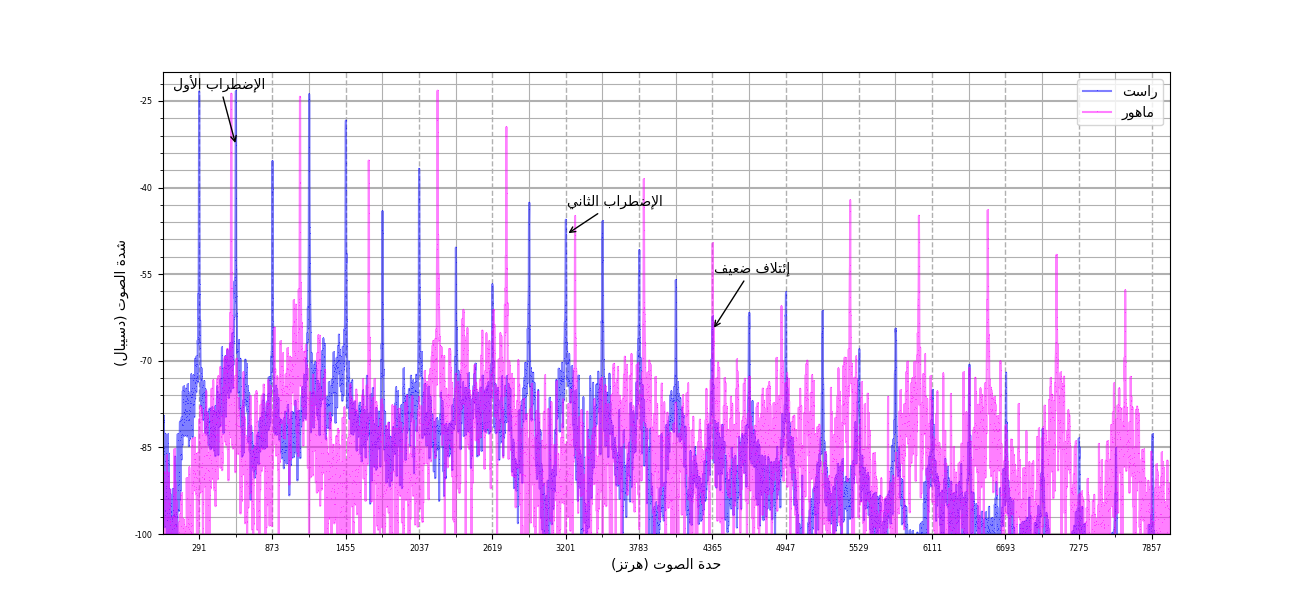 الإضطراب الأول
راست
ماهور
الإضطراب الثاني
إئتلاف ضعيف
شدة الصوت (دسيبال)
-25
-40
-55
-70
-85
-100
291 873 1455 2037 2619 3201 3783 4365 4947 5529 6111 6693 7275 7857
حدة الصوت (هرتز)